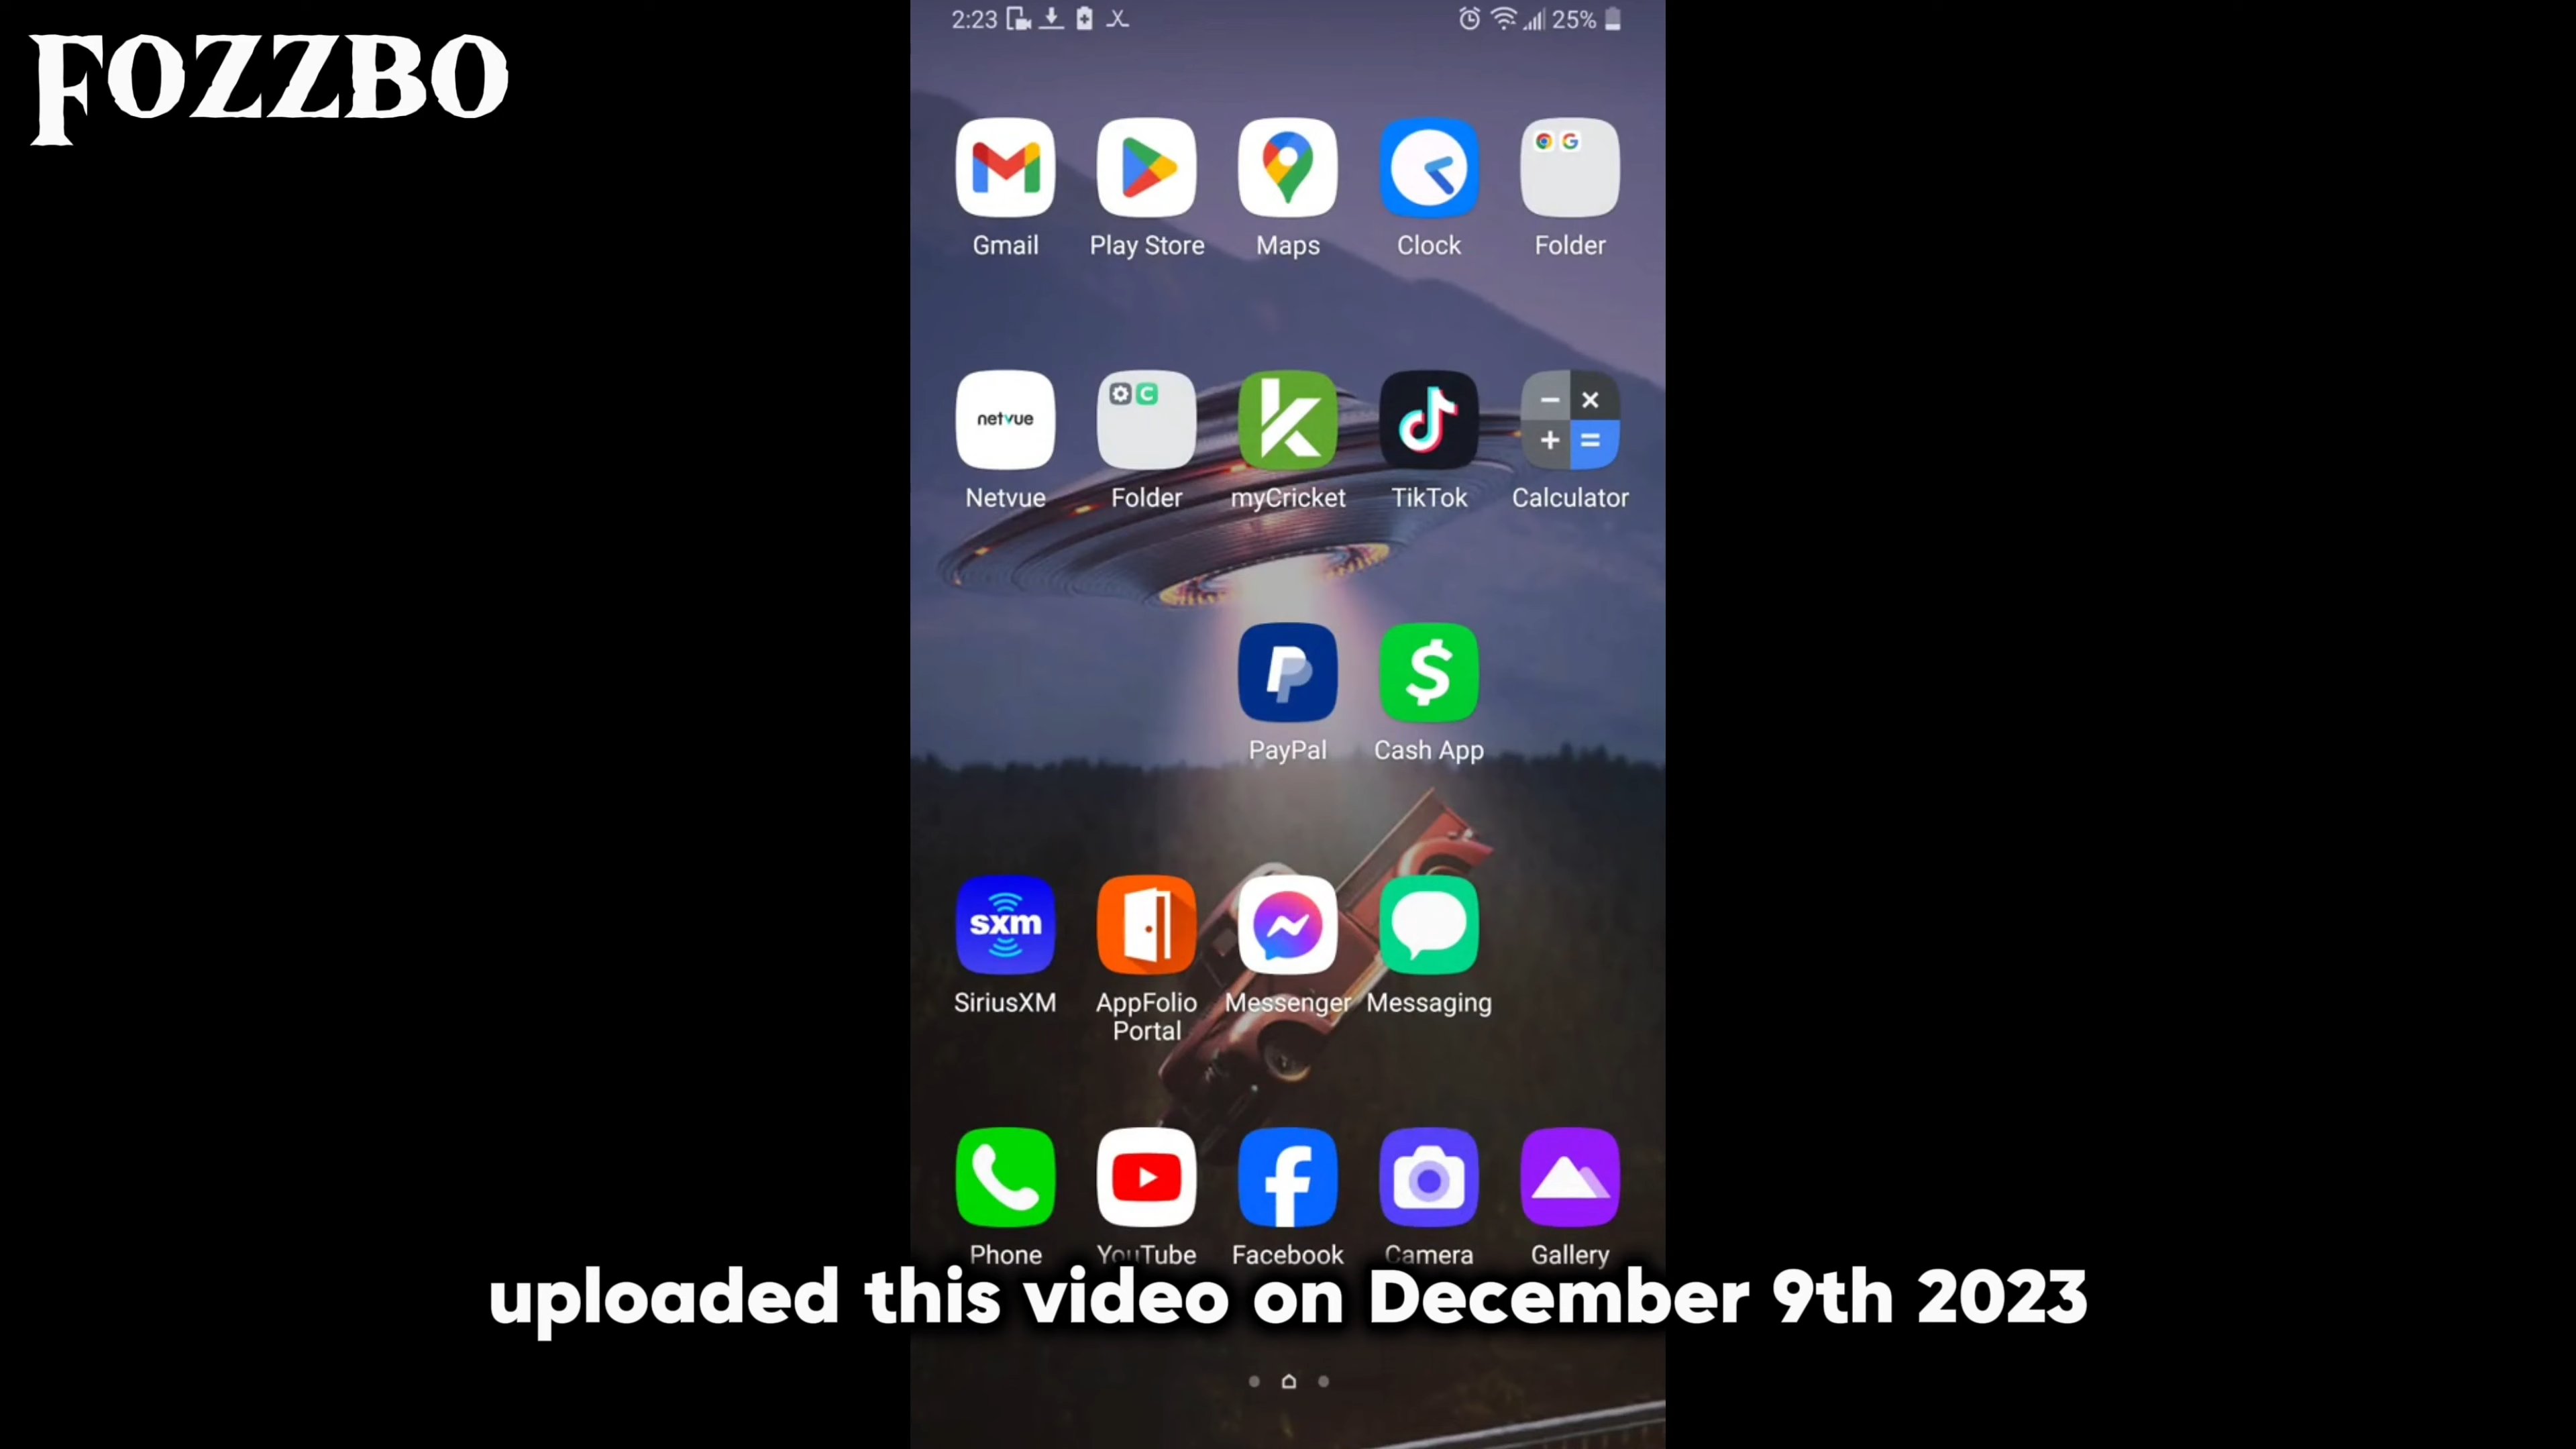 FOZZBO
2:23
25%
Gmail Play Store Maps Clock Folder
netvue
Netvue Folder myCricket TikTok Calculator
PayPal Cash App
sxm
SiriusXM AppFolio Messenger Messaging
Portal
Phone YouTube Facebook Camera Gallery
uploaded this video on December 9th 2023